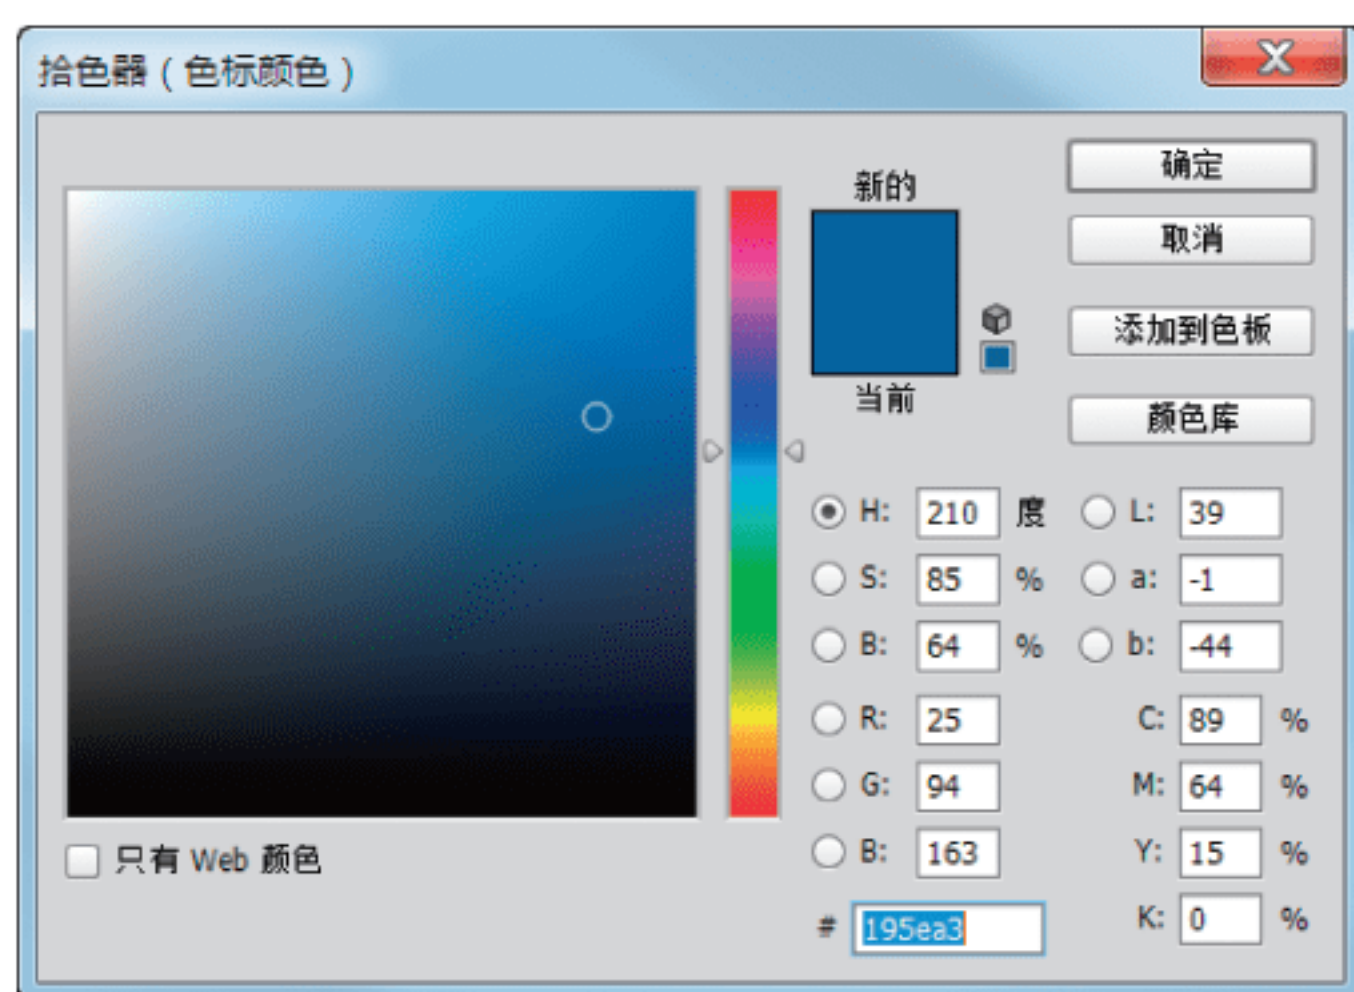 拾色器（色标颜色）
新的
当前
确定
取消
添加到色板
颜色库
H: 210 度
S: 85 %
B: 64 %
R: 25
G: 94
B: 163
# 195ea3
L: 39
a: -1
b: -44
C: 89 %
M: 64 %
Y: 15 %
K: 0 %
只有 Web 颜色